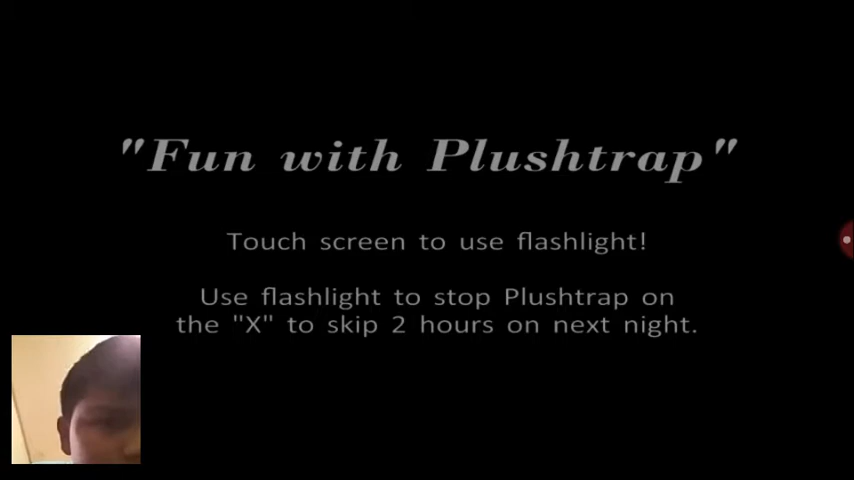 "Fun with Plushtrap"
Touch screen to use flashlight!
Use flashlight to stop Plushtrap on
the "X" to skip 2 hours on next night.